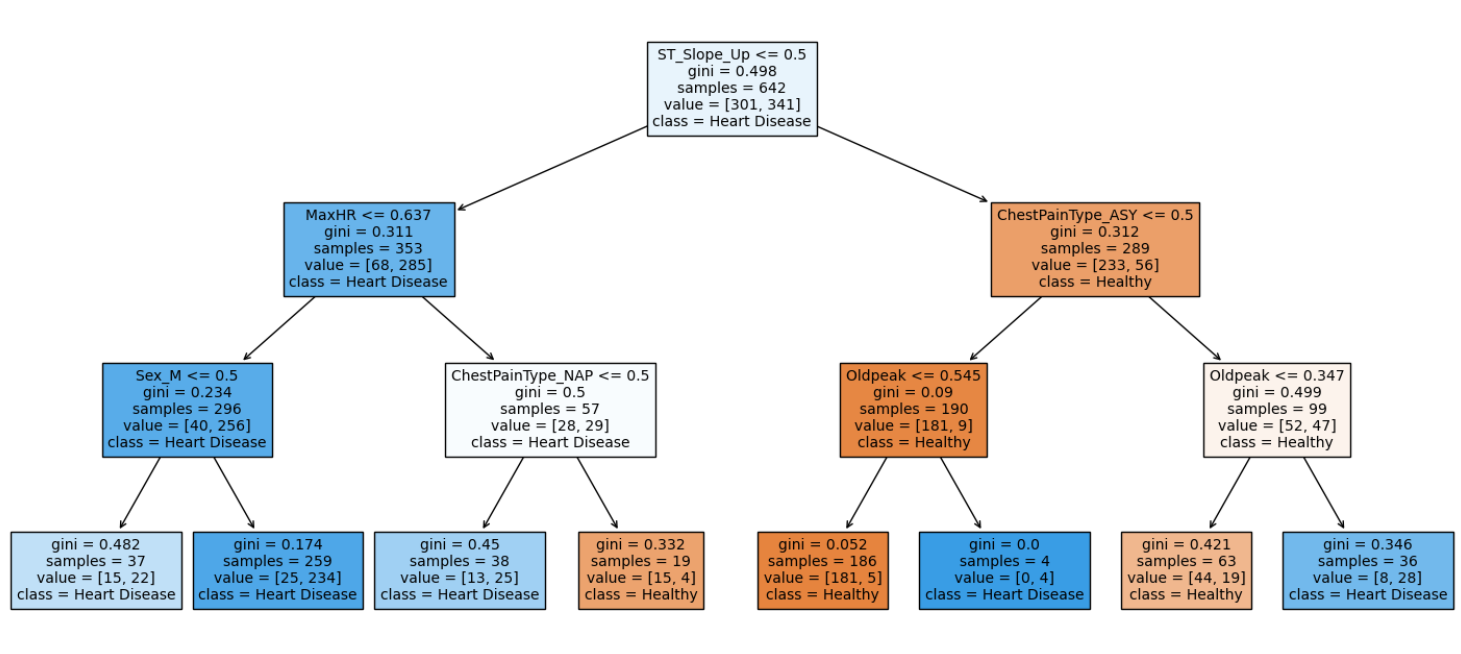 ST_Slope_Up <= 0.5
gini = 0.498
samples = 642
value = [301, 341]
class = Heart Disease
MaxHR <= 0.637
gini = 0.311
samples = 353
value = [68, 285]
class = Heart Disease
ChestPainType_ASY <= 0.5
gini = 0.312
samples = 289
value = [233, 56]
class = Healthy
Sex_M <= 0.5
gini = 0.234
samples = 296
value = [40, 256]
class = Heart Disease
ChestPainType_NAP <= 0.5
gini = 0.5
samples = 57
value = [28, 29]
class = Heart Disease
Oldpeak <= 0.545
gini = 0.09
samples = 190
value = [181, 9]
class = Healthy
Oldpeak <= 0.347
gini = 0.499
samples = 99
value = [52, 47]
class = Healthy
gini = 0.482
samples = 37
value = [15, 22]
class = Heart Disease
gini = 0.174
samples = 259
value = [25, 234]
class = Heart Disease
gini = 0.45
samples = 38
value = [13, 25]
class = Heart Disease
gini = 0.332
samples = 19
value = [15, 4]
class = Healthy
gini = 0.052
samples = 186
value = [181, 5]
class = Healthy
gini = 0.0
samples = 4
value = [0, 4]
class = Heart Disease
gini = 0.421
samples = 63
value = [44, 19]
class = Healthy
gini = 0.346
samples = 36
value = [8, 28]
class = Heart Disease